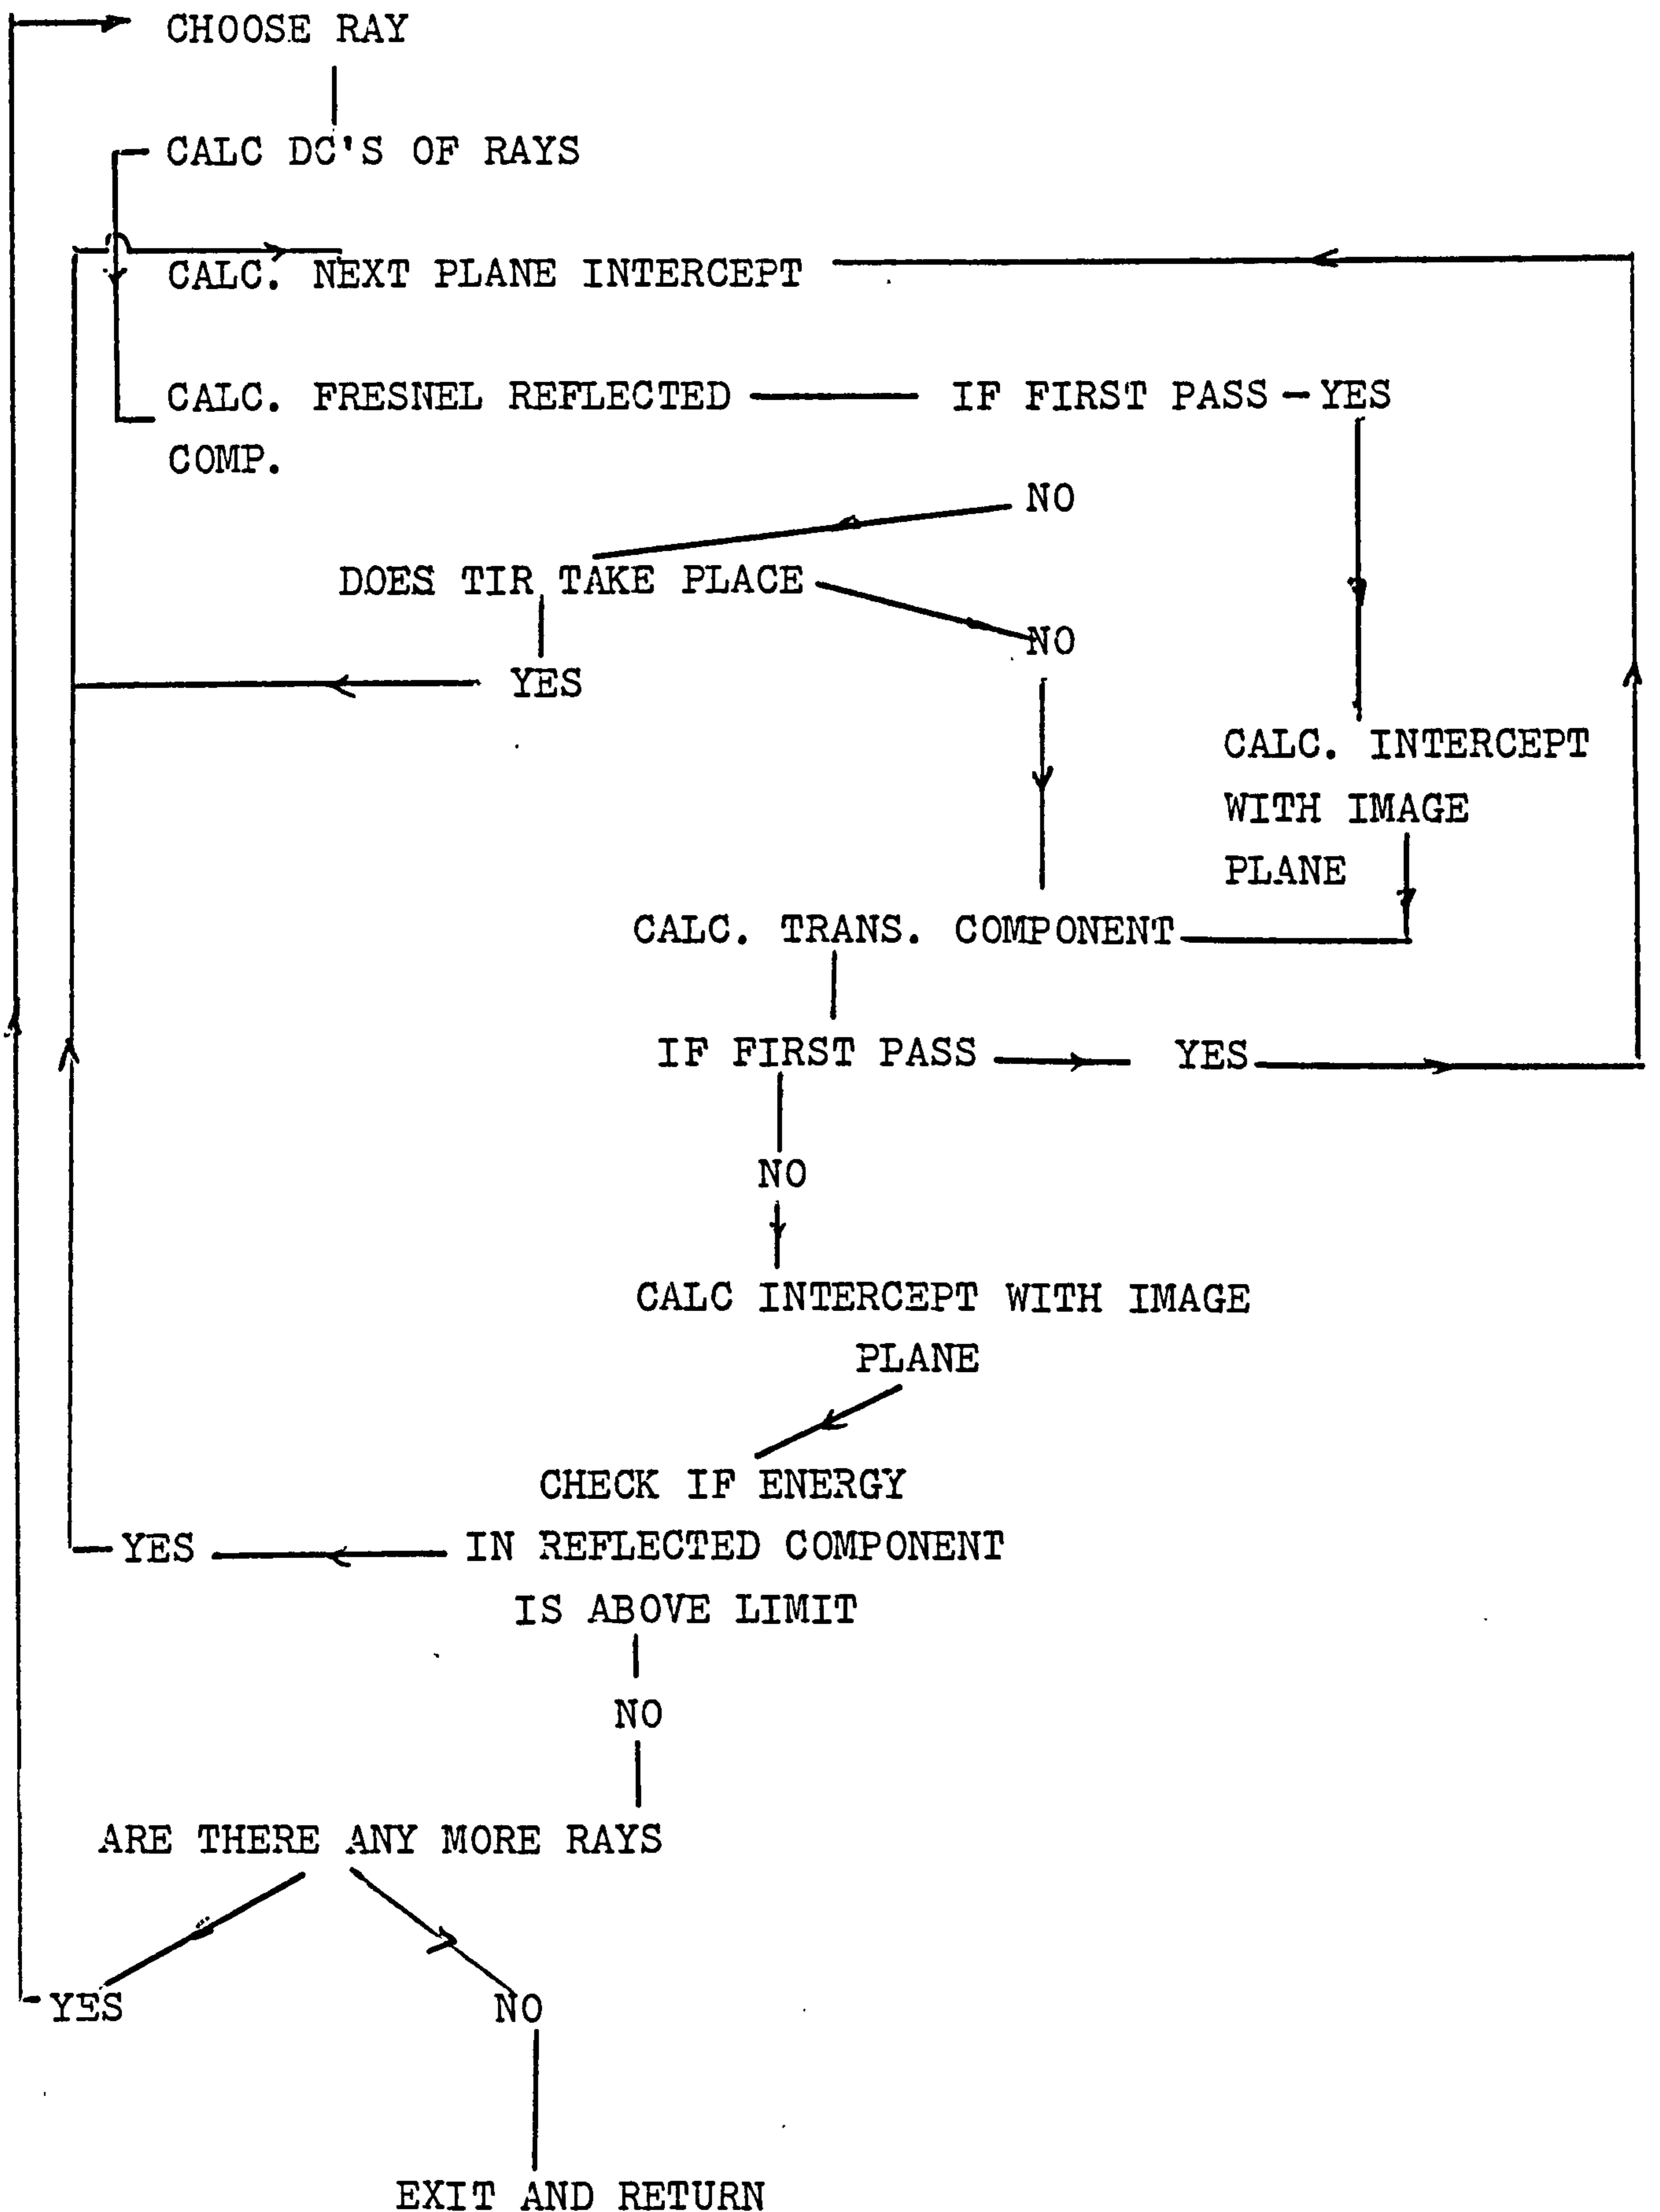 CHOOSE RAY
CALC DC'S OF RAYS
CALC. NEXT PLANE INTERCEPT
CALC. FRESNEL REFLECTED
COMP.
IF FIRST PASS - YES
NO
DOES TIR TAKE PLACE
NO
YES
CALC. INTERCEPT
WITH IMAGE
PLANE
CALC. TRANS. COMPONENT
IF FIRST PASS
YES
NO
CALC INTERCEPT WITH IMAGE
PLANE
CHECK IF ENERGY
IN REFLECTED COMPONENT
IS ABOVE LIMIT
YES
NO
ARE THERE ANY MORE RAYS
YES
NO
EXIT AND RETURN